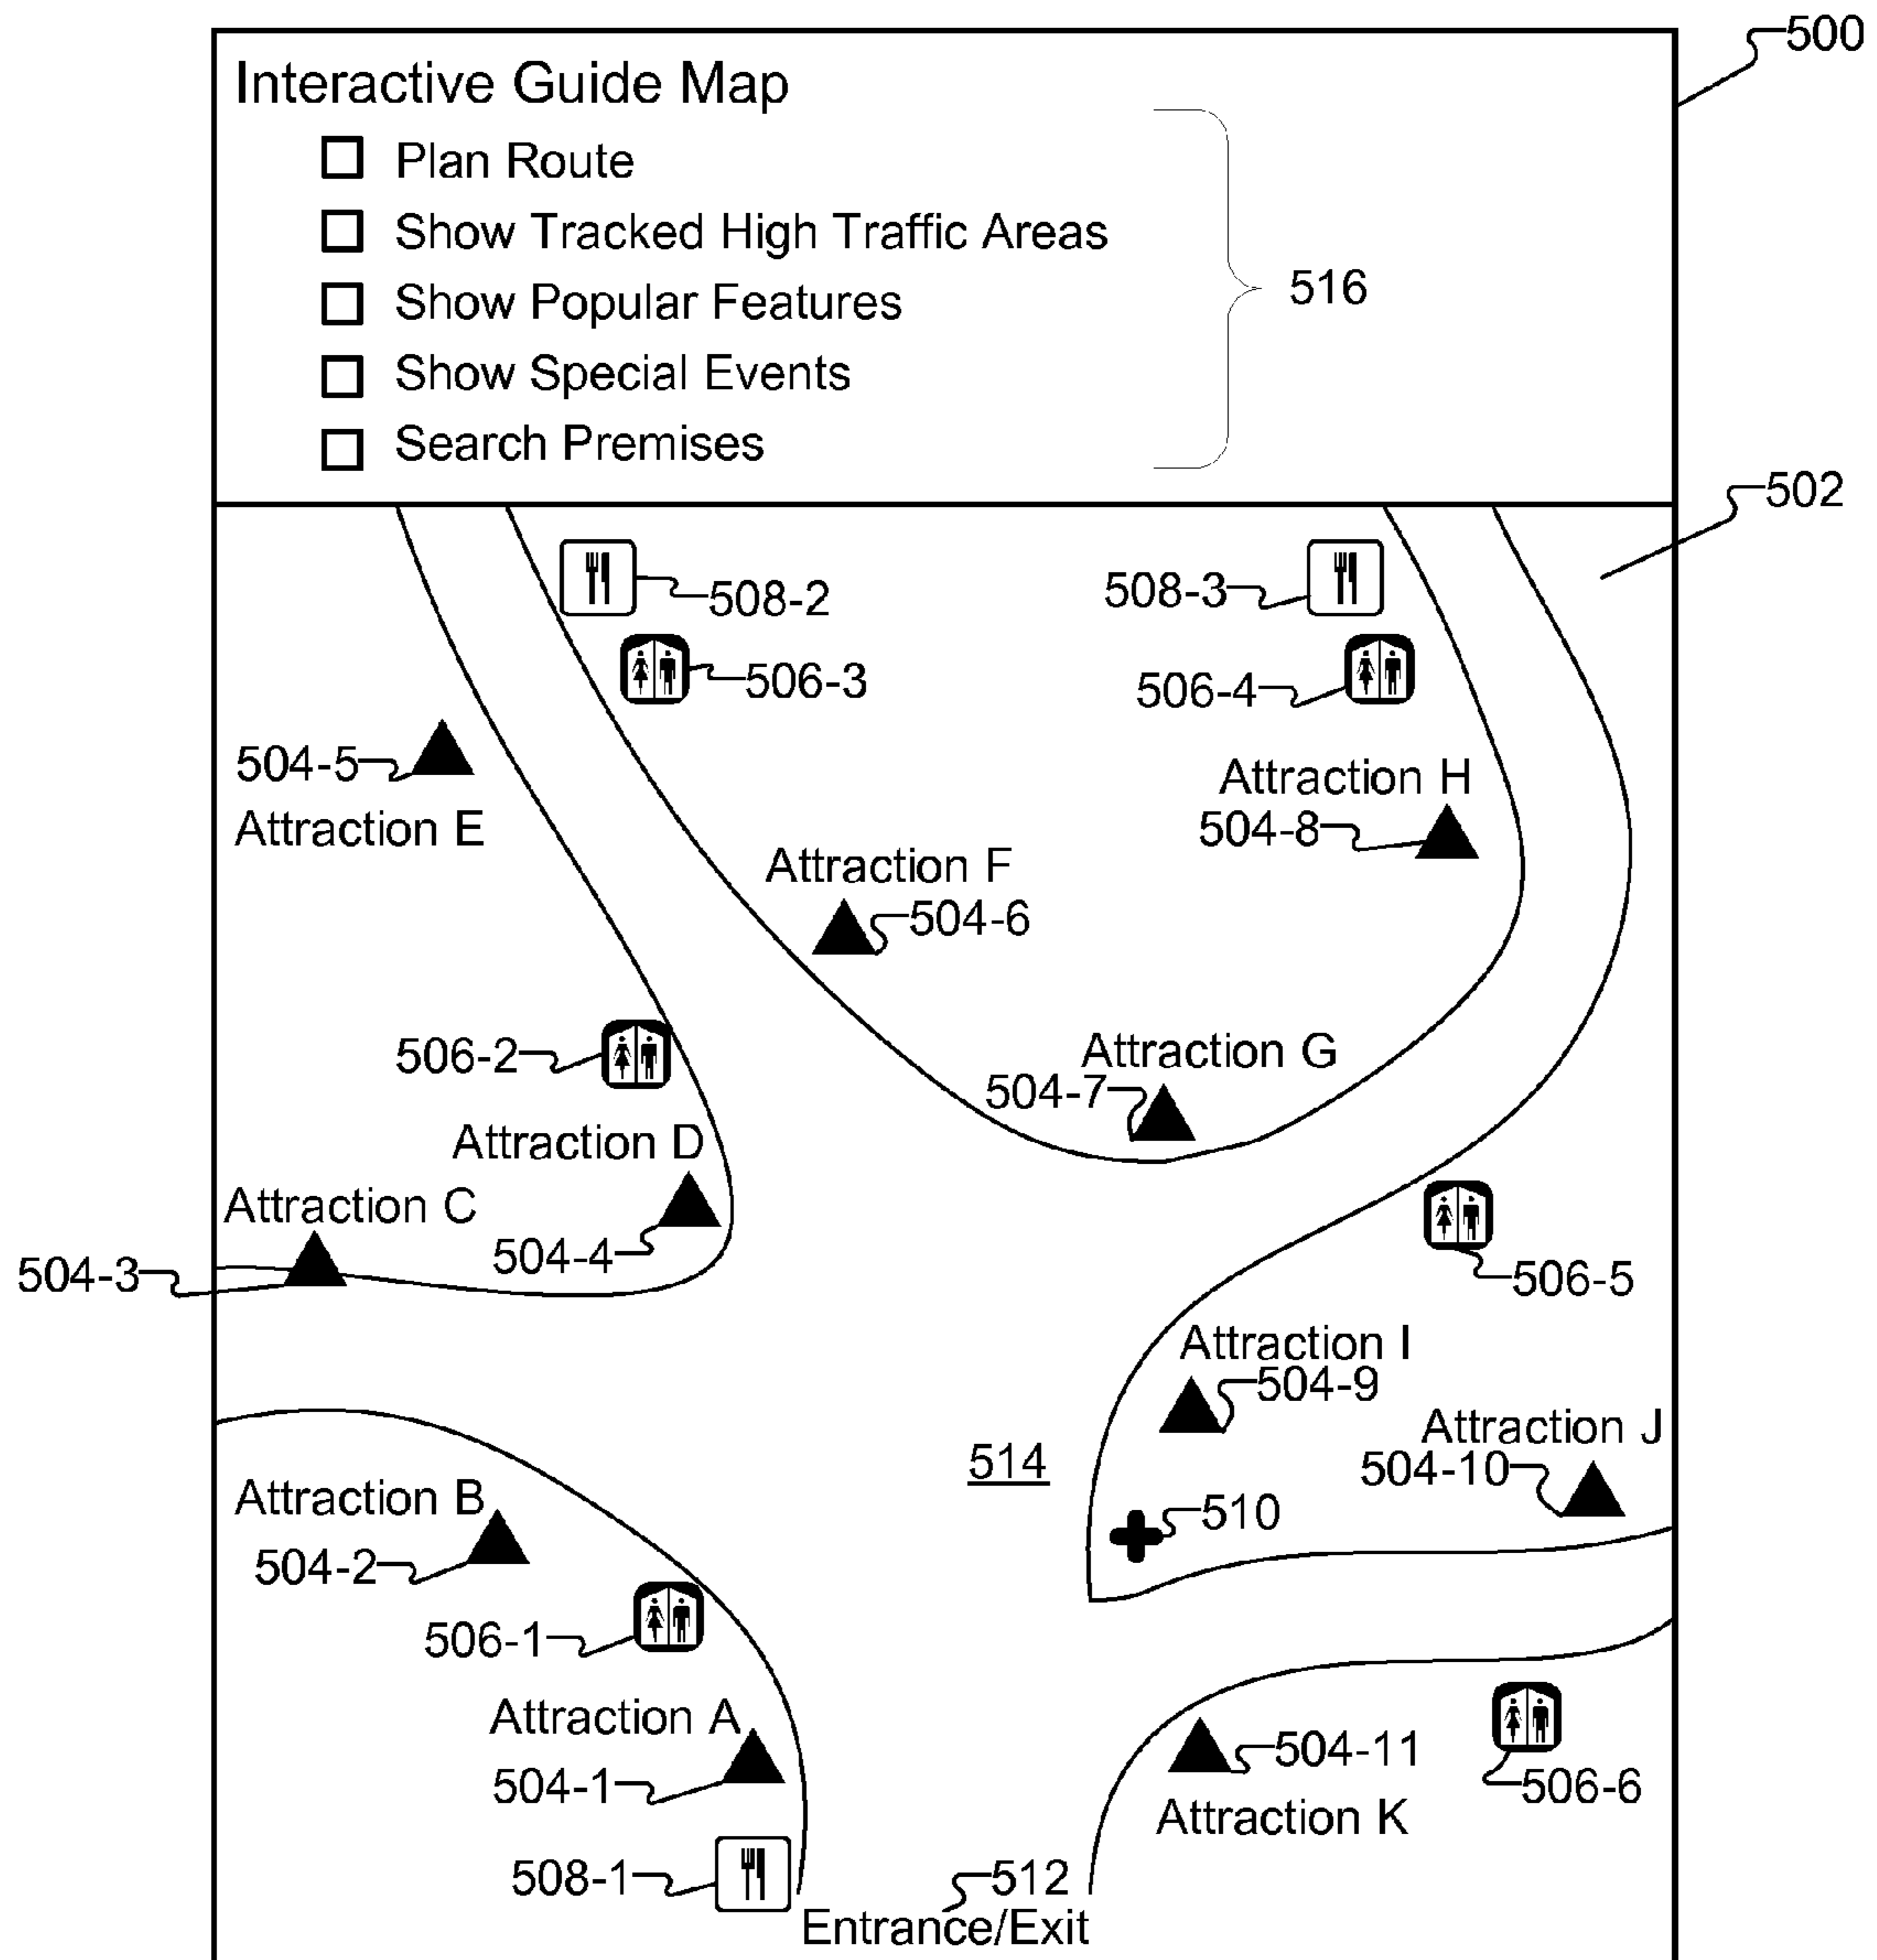 500
Interactive Guide Map
Plan Route
Show Tracked High Traffic Areas
Show Popular Features
516
Show Special Events
Search Premises
502
508-2
508-3
506-3
506-4
504-5
Attraction E
Attraction H
504-8
Attraction F
504-6
506-2
Attraction G
504-7
Attraction D
Attraction C
504-4
504-3
506-5
Attraction I
504-9
Attraction J
504-10
514
Attraction B
504-2
510
506-1
Attraction A
504-1
504-11
506-6
Attraction K
508-1
512
Entrance/Exit